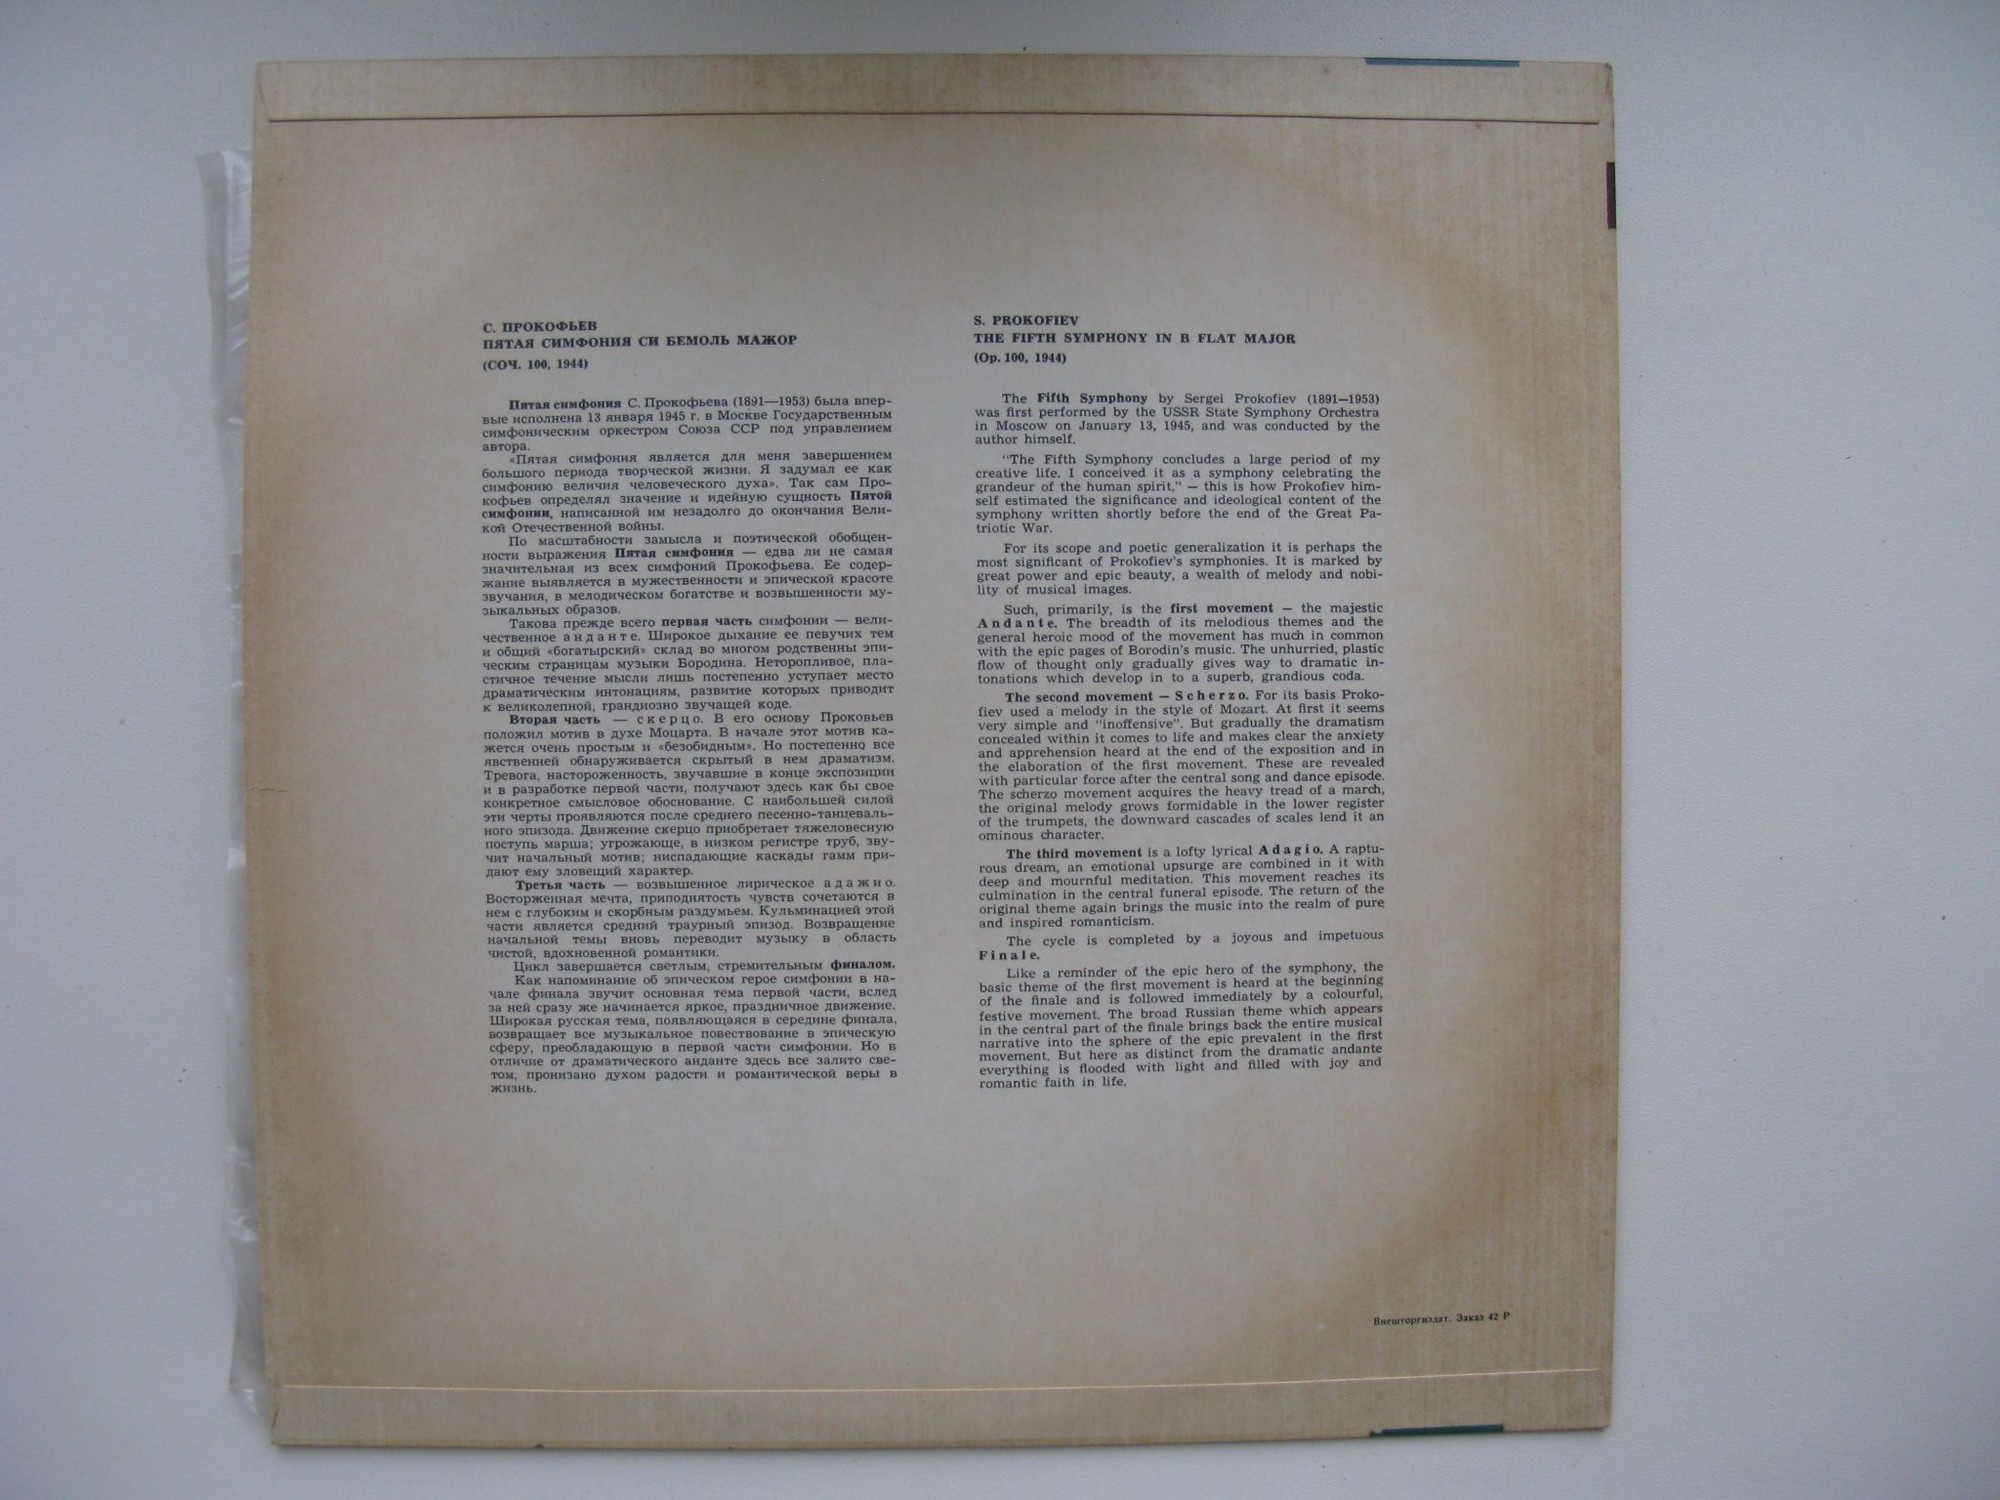 С. ПРОКОФЬЕВ
ПЯТАЯ СИМФОНИЯ СИ БЕМОЛЬ МАЖОР
(СОЧ. 100, 1944)
Пятая симфония С. Прокофьева (1891—1953) была впер-
вые исполнена 13 января 1945 г. в Москве Государственным
симфоническим оркестром Союза ССР под управлением
автора.
«Пятая симфония является для меня завершением
большого периода творческой жизни. Я задумал ее как
симфонию величия человеческого духа». Так сам Про-
кофьев определял значение и идейную сущность Пятой
симфонии, написанной им незадолго до окончания Вели-
кой Отечественной войны.
По масштабности замысла и поэтической обобщен-
ности выражения Пятая симфония — едва ли не самая
значительная из всех симфоний Прокофьева. Ее содер-
жание выявляется в мужественности и эпической красоте
звучания, в мелодическом богатстве и возвышенности му-
зыкальных образов.
Такова прежде всего первая часть симфонии — вели-
чественное анданте. Широкое дыхание ее певучих тем
и общий «богатырский» склад во многом родственны эпи-
ческим страницам музыки Бородина. Неторопливое, пла-
стичное течение мысли лишь постепенно уступает место
драматическим интонациям, развитие которых приводит
к великолепной, грандиозно звучащей коде.
Вторая часть — скерцо. В его основу Проковьев
положил мотив в духе Моцарта. В начале этот мотив ка-
жется очень простым и «безобидным». Но постепенно все
явственней обнаруживается скрытый в нем драматизм.
Тревога, настороженность, звучавшие в конце экспозиции
и в разработке первой части, получают здесь как бы свое
конкретное смысловое обоснование. С наибольшей силой
эти черты проявляются после среднего песенно-танцеваль-
ного эпизода. Движение скерцо приобретает тяжеловесную
поступь марша; угрожающе, в низком регистре труб, зву-
чит начальный мотив; ниспадающие каскады гамм при-
дают ему зловещий характер.
Третья часть — возвышенное лирическое адажио.
Восторженная мечта, приподнятость чувств сочетаются в
нем с глубоким и скорбным раздумьем. Кульминацией этой
части является средний траурный эпизод. Возвращение
начальной темы вновь переводит музыку в область
чистой, вдохновенной романтики.
Цикл завершается светлым, стремительным финалом.
Как напоминание об эпическом герое симфонии в на-
чале финала звучит основная тема первой части, вслед
за ней сразу же начинается яркое, праздничное движение.
Широкая русская тема, появляющаяся в середине финала,
возвращает все музыкальное повествование в эпическую
сферу, преобладающую в первой части симфонии. Но в
отличие от драматического анданте здесь все залито све-
том, пронизано духом радости и романтической веры в
жизнь.
S. PROKOFIEV
THE FIFTH SYMPHONY IN B FLAT MAJOR
(Op. 100, 1944)
The Fifth Symphony by Sergei Prokofiev (1891—1953)
was first performed by the USSR State Symphony Orchestra
in Moscow on January 13, 1945, and was conducted by the
author himself.
"The Fifth Symphony concludes a large period of my
creative life. I conceived it as a symphony celebrating the
grandeur of the human spirit," — this is how Prokofiev him-
self estimated the significance and ideological content of the
symphony written shortly before the end of the Great Pa-
triotic War.
For its scope and poetic generalization it is perhaps the
most significant of Prokofiev's symphonies. It is marked by
great power and epic beauty, a wealth of melody and nobi-
lity of musical images.
Such, primarily, is the first movement — the majestic
Andante. The breadth of its melodious themes and the
general heroic mood of the movement has much in common
with the epic pages of Borodin's music. The unhurried, plastic
flow of thought only gradually gives way to dramatic in-
tonations which develop in to a superb, grandious coda.
The second movement — Scherzo. For its basis Proko-
fiev used a melody in the style of Mozart. At first it seems
very simple and "inoffensive". But gradually the dramatism
concealed within it comes to life and makes clear the anxiety
and apprehension heard at the end of the exposition and in
the elaboration of the first movement. These are revealed
with particular force after the central song and dance episode.
The scherzo movement acquires the heavy tread of a march,
the original melody grows formidable in the lower register
of the trumpets, the downward cascades of scales lend it an
ominous character.
The third movement is a lofty lyrical Adagio. A raptu-
rous dream, an emotional upsurge are combined in it with
deep and mournful meditation. This movement reaches its
culmination in the central funeral episode. The return of the
original theme again brings the music into the realm of pure
and inspired romanticism.
The cycle is completed by a joyous and impetuous
Finale.
Like a reminder of the epic hero of the symphony, the
basic theme of the first movement is heard at the beginning
of the finale and is followed immediately by a colourful,
festive movement. The broad Russian theme which appears
in the central part of the finale brings back the entire musical
narrative into the sphere of the epic prevalent in the first
movement. But here as distinct from the dramatic andante
everything is flooded with light and filled with joy and
romantic faith in life.
Внешторгиздат. Заказ 42 Р